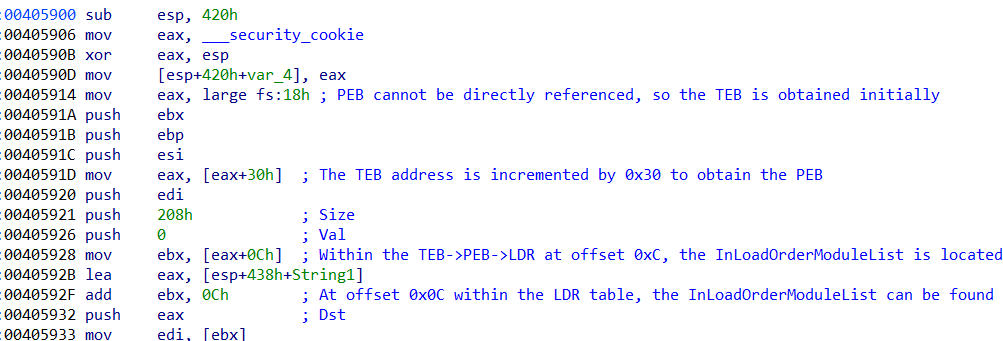 :00405900 sub esp, 420h
:00405906 mov eax, ___security_cookie
:0040590B xor eax, esp
:0040590D mov [esp+420h+var_4], eax
:00405914 mov eax, large fs:18h ; PEB cannot be directly referenced, so the TEB is obtained initially
:0040591A push ebx
:0040591B push ebp
:0040591C push esi
:0040591D mov eax, [eax+30h] ; The TEB address is incremented by 0x30 to obtain the PEB
:00405920 push edi
:00405921 push 208h ; Size
:00405926 push 0 ; Val
:00405928 mov ebx, [eax+0Ch] ; Within the TEB->PEB->LDR at offset 0xC, the InLoadOrderModuleList is located
:0040592B lea eax, [esp+438h+String1]
:0040592F add ebx, 0Ch ; At offset 0x0C within the LDR table, the InLoadOrderModuleList can be found
:00405932 push eax ; Dst
:00405933 mov edi, [ebx]